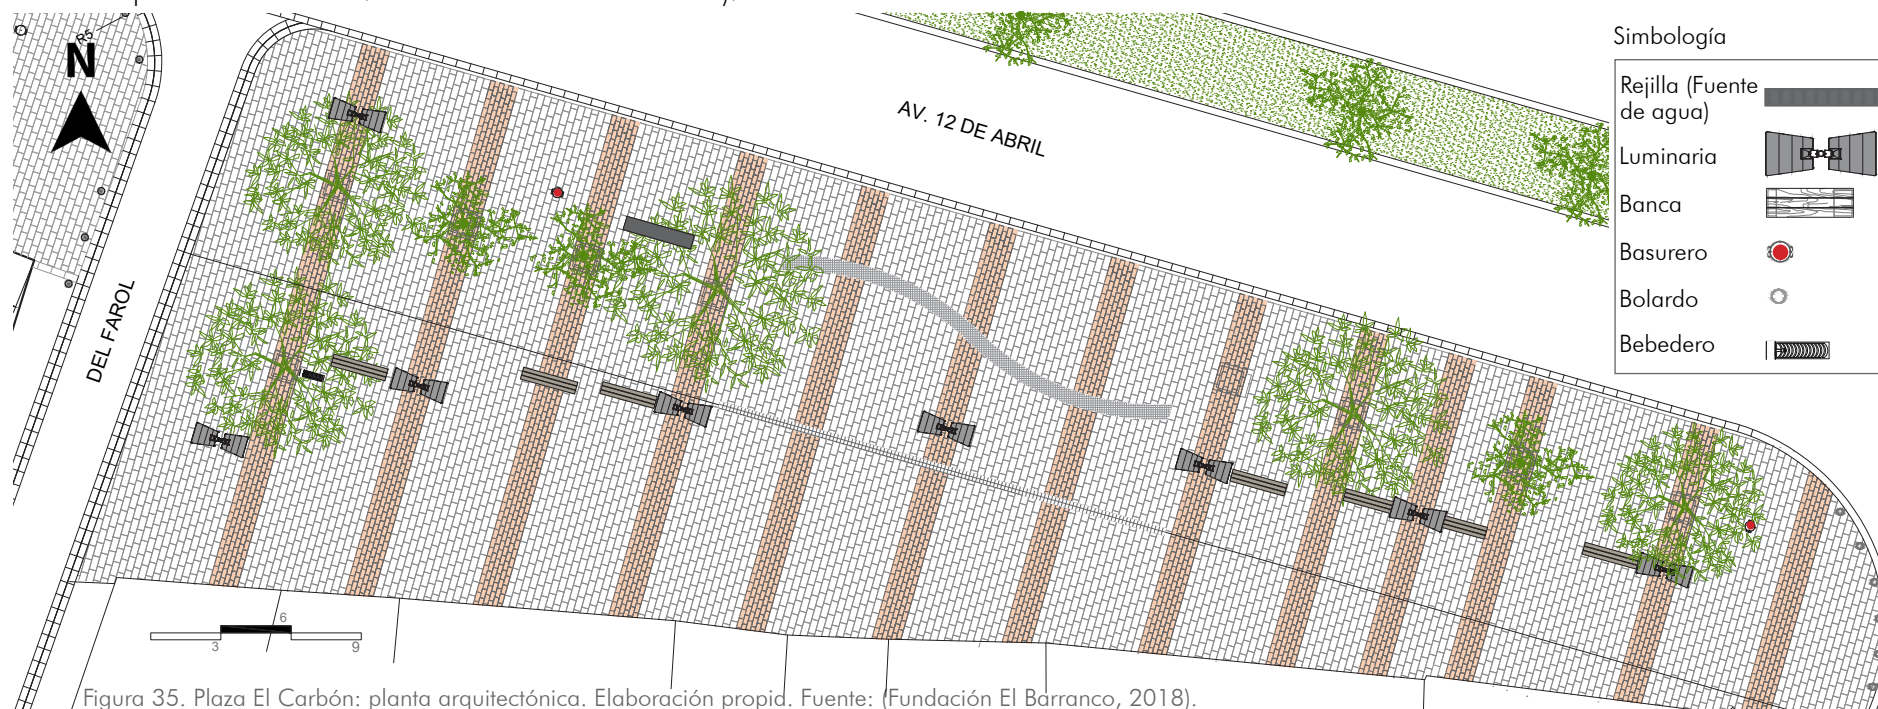 R5
N
AV. 12 DE ABRIL
DEL FAROL
Simbología
Rejilla (Fuente
de agua)
Luminaria
Banca
Basurero
Bolardo
Bebedero
6
3
9
Figura 35. Plaza El Carbón: planta arquitectónica. Elaboración propia. Fuente: (Fundación El Barranco, 2018).